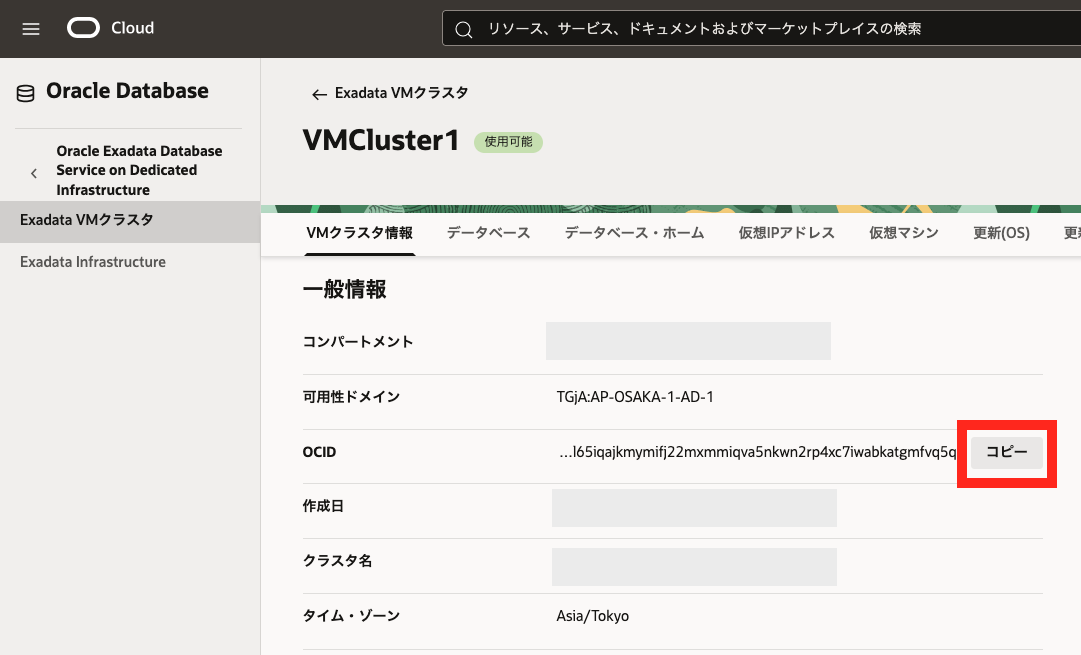 Cloud
リソース、サービス、ドキュメントおよびマーケットプレイスの検索
Oracle Database
Oracle Exadata Database
Service on Dedicated
Infrastructure
Exadata VMクラスタ
Exadata Infrastructure
Exadata VMクラスタ
VMCluster1
使用可能
VMクラスタ情報
データベース
データベース・ホーム
仮想IPアドレス
仮想マシン
更新(OS)
一般情報
コンパートメント
可用性ドメイン
TGjA:AP-OSAKA-1-AD-1
OCID
...l65iqajkmymifj22mxmmiqva5nkwn2rp4xc7iwabkatgmfvq5q
コピー
作成日
クラスタ名
タイム・ゾーン
Asia/Tokyo